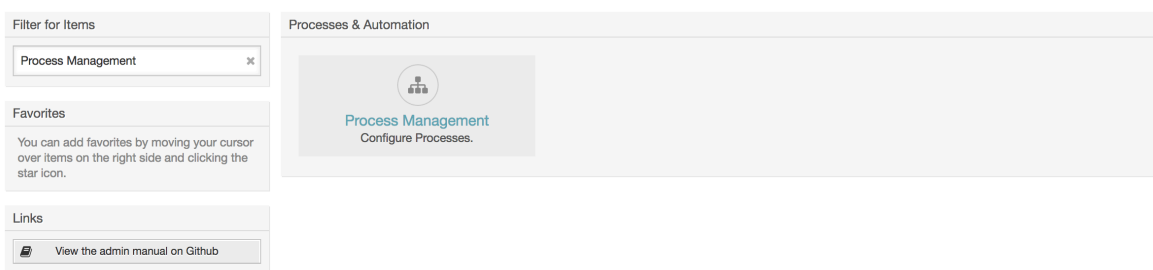 Filter for Items
Process Management
Favorites
You can add favorites by moving your cursor
over items on the right side and clicking the
star icon.
Links
View the admin manual on Github
Processes & Automation
Process Management
Configure Processes.